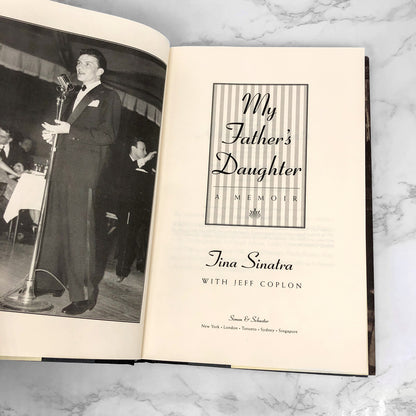 My
Father's
Daughter
A MEMOIR
Tina Sinatra
WITH JEFF COPLON
Simon & Schuster
New York • London • Toronto • Sydney • Singapore